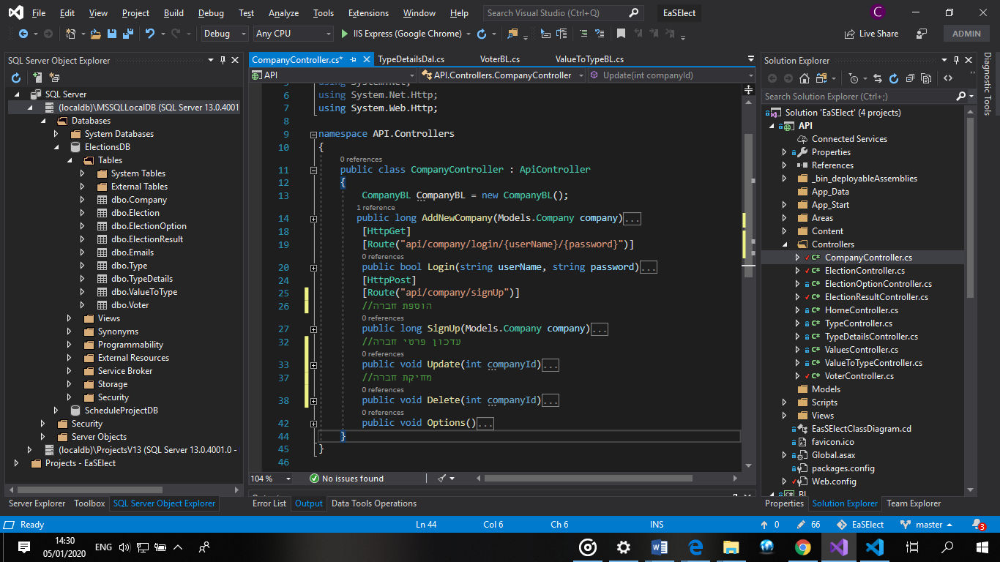 File Edit View Project Build Debug Test Analyze Tools Extensions Window Help Search Visual Studio (Ctrl+Q) EaSElect C
Debug Any CPU IIS Express (Google Chrome) Live Share ADMIN
SQL Server Object Explorer
SQL Server
(localdb)\MSSQLLocalDB (SQL Server 13.0.4001
Databases
System Databases
ElectionsDB
Tables
System Tables
External Tables
dbo.Company
dbo.Election
dbo.ElectionOption
dbo.ElectionResult
dbo.Emails
dbo.Type
dbo.TypeDetails
dbo.ValueToType
dbo.Voter
Views
Synonyms
Programmability
External Resources
Service Broker
Storage
Security
ScheduleProjectDB
Security
Server Objects
(localdb)\ProjectsV13 (SQL Server 13.0.4001.0 -
Projects - EaSElect
Server Explorer Toolbox SQL Server Object Explorer
CompanyController.cs* TypeDetailsDal.cs VoterBL.cs ValueToTypeBL.cs
API API.Controllers.CompanyController Update(int companyId)
5 using System.Net;
6 using System.Net.Http;
7 using System.Web.Http;
8
9 namespace API.Controllers
10 {
0 references
11 public class CompanyController : ApiController
12 {
13 CompanyBL CompanyBL = new CompanyBL();
1 reference
14 public long AddNewCompany(Models.Company company)...
18 [HttpGet]
19 [Route("api/company/login/{userName}/{password}")]
0 references
20 public bool Login(string userName, string password)...
24 [HttpPost]
25 [Route("api/company/signUp")]
26 //הוספת חברה
0 references
27 public long SignUp(Models.Company company)...
32 //עדכון פרטי חברה
0 references
33 public void Update(int companyId)...
37 //מחיקת חברה
0 references
38 public void Delete(int companyId)...
0 references
42 public void Options()...
44 }
45 }
46
104 % No issues found
Error List Output Data Tools Operations
Solution Explorer
Search Solution Explorer (Ctrl+;)
Solution 'EaSElect' (4 projects)
API
Connected Services
Properties
References
_bin_deployableAssemblies
App_Data
App_Start
Areas
Content
Controllers
CompanyController.cs
ElectionController.cs
ElectionOptionController.cs
ElectionResultController.cs
HomeController.cs
TypeController.cs
TypeDetailsController.cs
ValuesController.cs
ValueToTypeController.cs
VoterController.cs
Models
Scripts
Views
EasSElectClassDiagram.cd
favicon.ico
Global.asax
packages.config
Web.config
BL
Properties Solution Explorer Team Explorer
Diagnostic Tools
Ready Ln 44 Col 6 Ch 6 INS 0 66 EaSElect master 3
14:30
05/01/2020
ENG